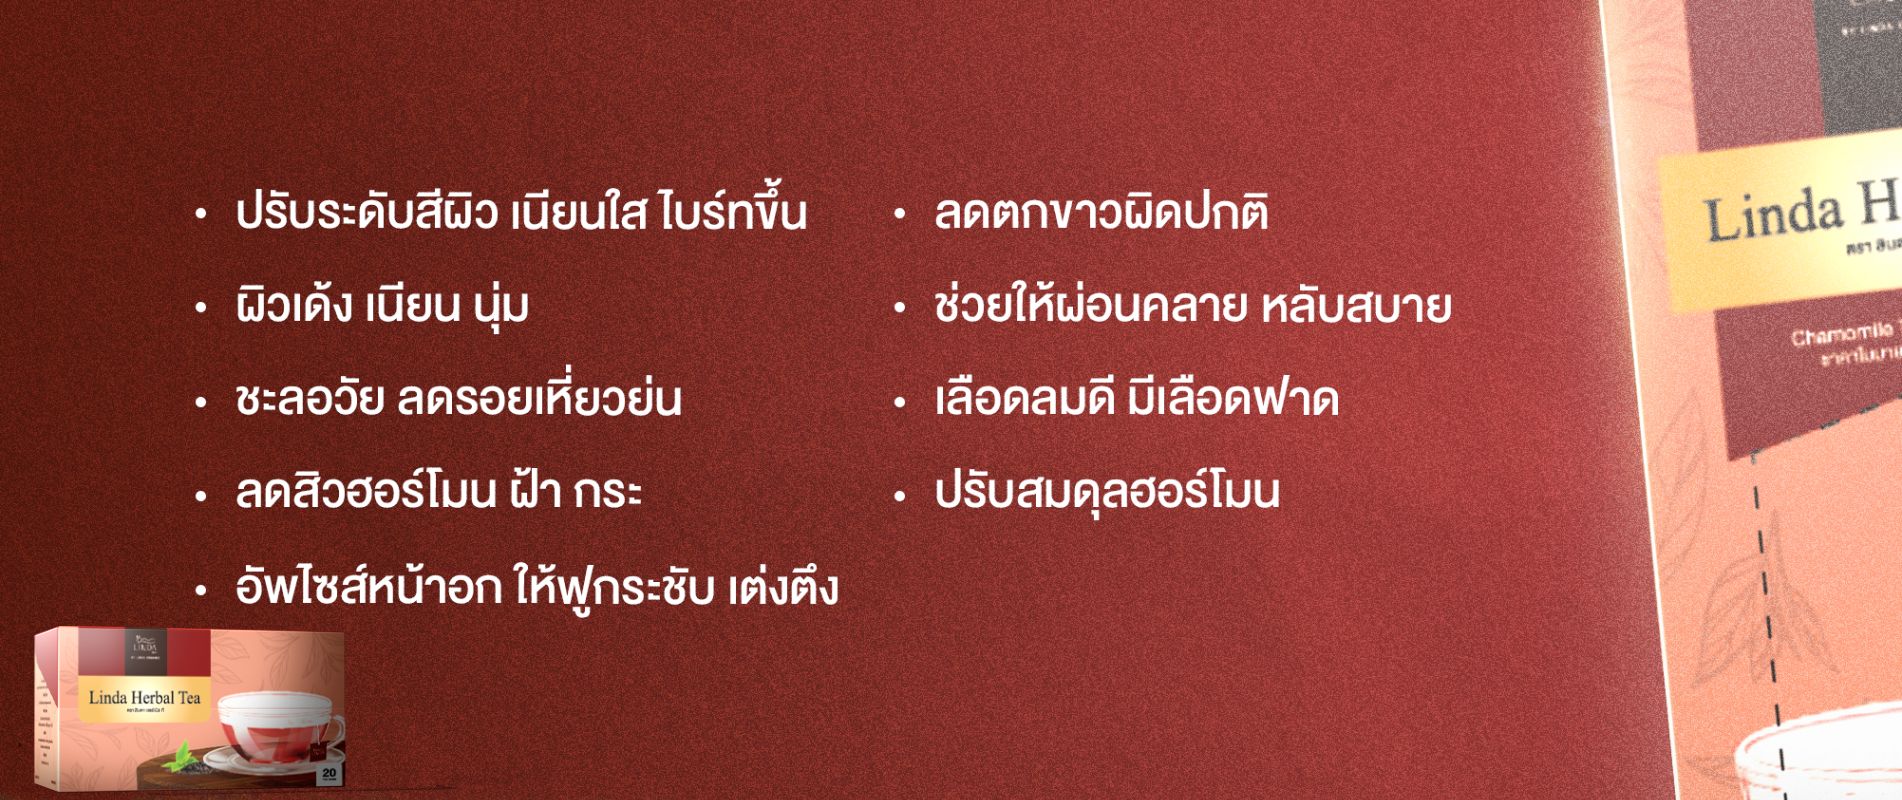 ปรับระดับสีผิว เนียนใส ไบร์ทขึ้น
ผิวเด้ง เนียน นุ่ม
ชะลอวัย ลดรอยเหี่ยวย่น
ลดสิวฮอร์โมน ฝ้า กระ
อัพไซส์หน้าอก ให้ฟูกระชับ เต่งตึง
ลดตกขาวผิดปกติ
ช่วยให้ผ่อนคลาย หลับสบาย
เลือดลมดี มีเลือดฟาด
ปรับสมดุลฮอร์โมน
LINDA
Linda Herbal Tea
20
Linda H
ตรา
Chamomile